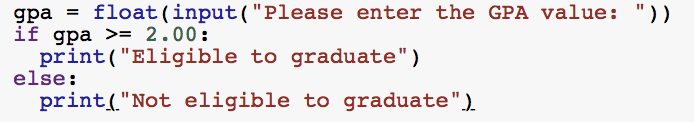 gpa = float(input("Please enter the GPA value: "))
if gpa >= 2.00:
  print("Eligible to graduate")
else:
  print("Not eligible to graduate")